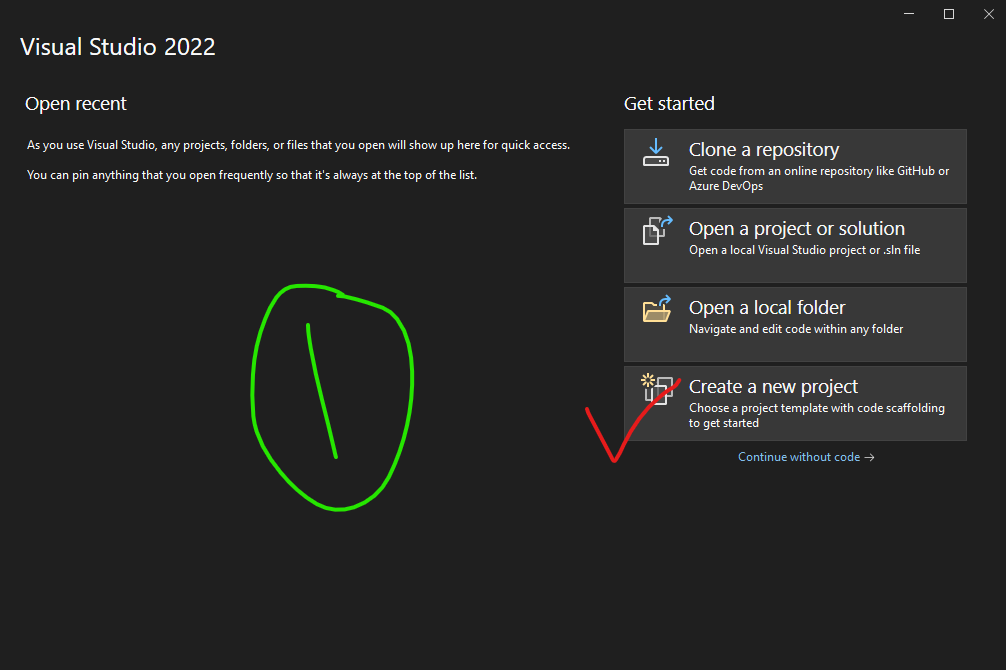 Visual Studio 2022
Open recent
As you use Visual Studio, any projects, folders, or files that you open will show up here for quick access.
You can pin anything that you open frequently so that it's always at the top of the list.
1
Get started
Clone a repository
Get code from an online repository like GitHub or
Azure DevOps
Open a project or solution
Open a local Visual Studio project or .sln file
Open a local folder
Navigate and edit code within any folder
Create a new project
Choose a project template with code scaffolding
to get started
Continue without code →